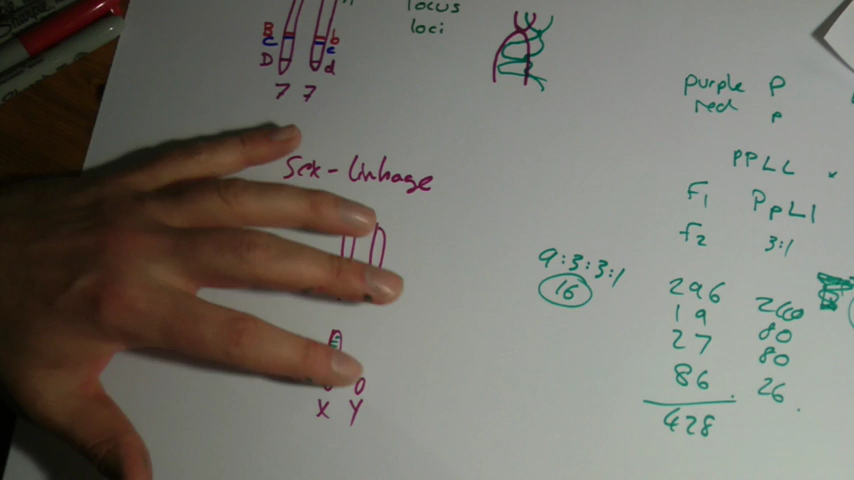 locus
loci
B
C
D
b
c
d
7 7
Sex-linkage
X Y
purple P
red p
PPLL x
F1 PpLl
F2 3:1
9:3:3:1
16
296 240
19 80
27 80
86 26
428